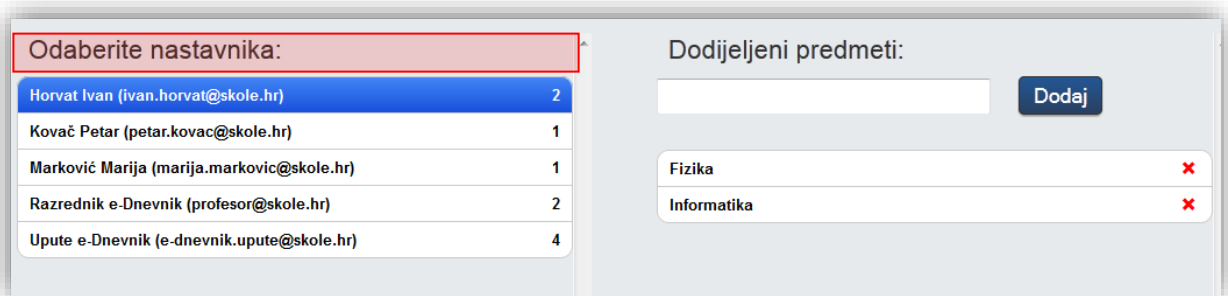 Odaberite nastavnika:
Horvat Ivan (ivan.horvat@skole.hr) 2
Kovač Petar (petar.kovac@skole.hr) 1
Marković Marija (marija.markovic@skole.hr) 1
Razrednik e-Dnevnik (profesor@skole.hr) 2
Upute e-Dnevnik (e-dnevnik.upute@skole.hr) 4
Dodijeljeni predmeti:
Dodaj
Fizika
Informatika